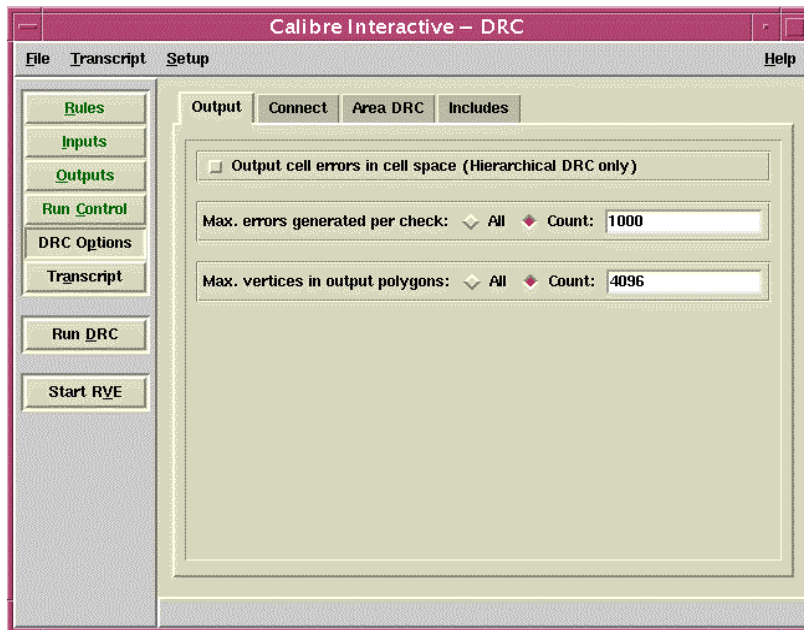 Calibre Interactive – DRC
File Transcript Setup Help
Rules
Inputs
Outputs
Run Control
DRC Options
Transcript
Run DRC
Start RVE
Output Connect Area DRC Includes
Output cell errors in cell space (Hierarchical DRC only)
Max. errors generated per check: All Count: 1000
Max. vertices in output polygons: All Count: 4096